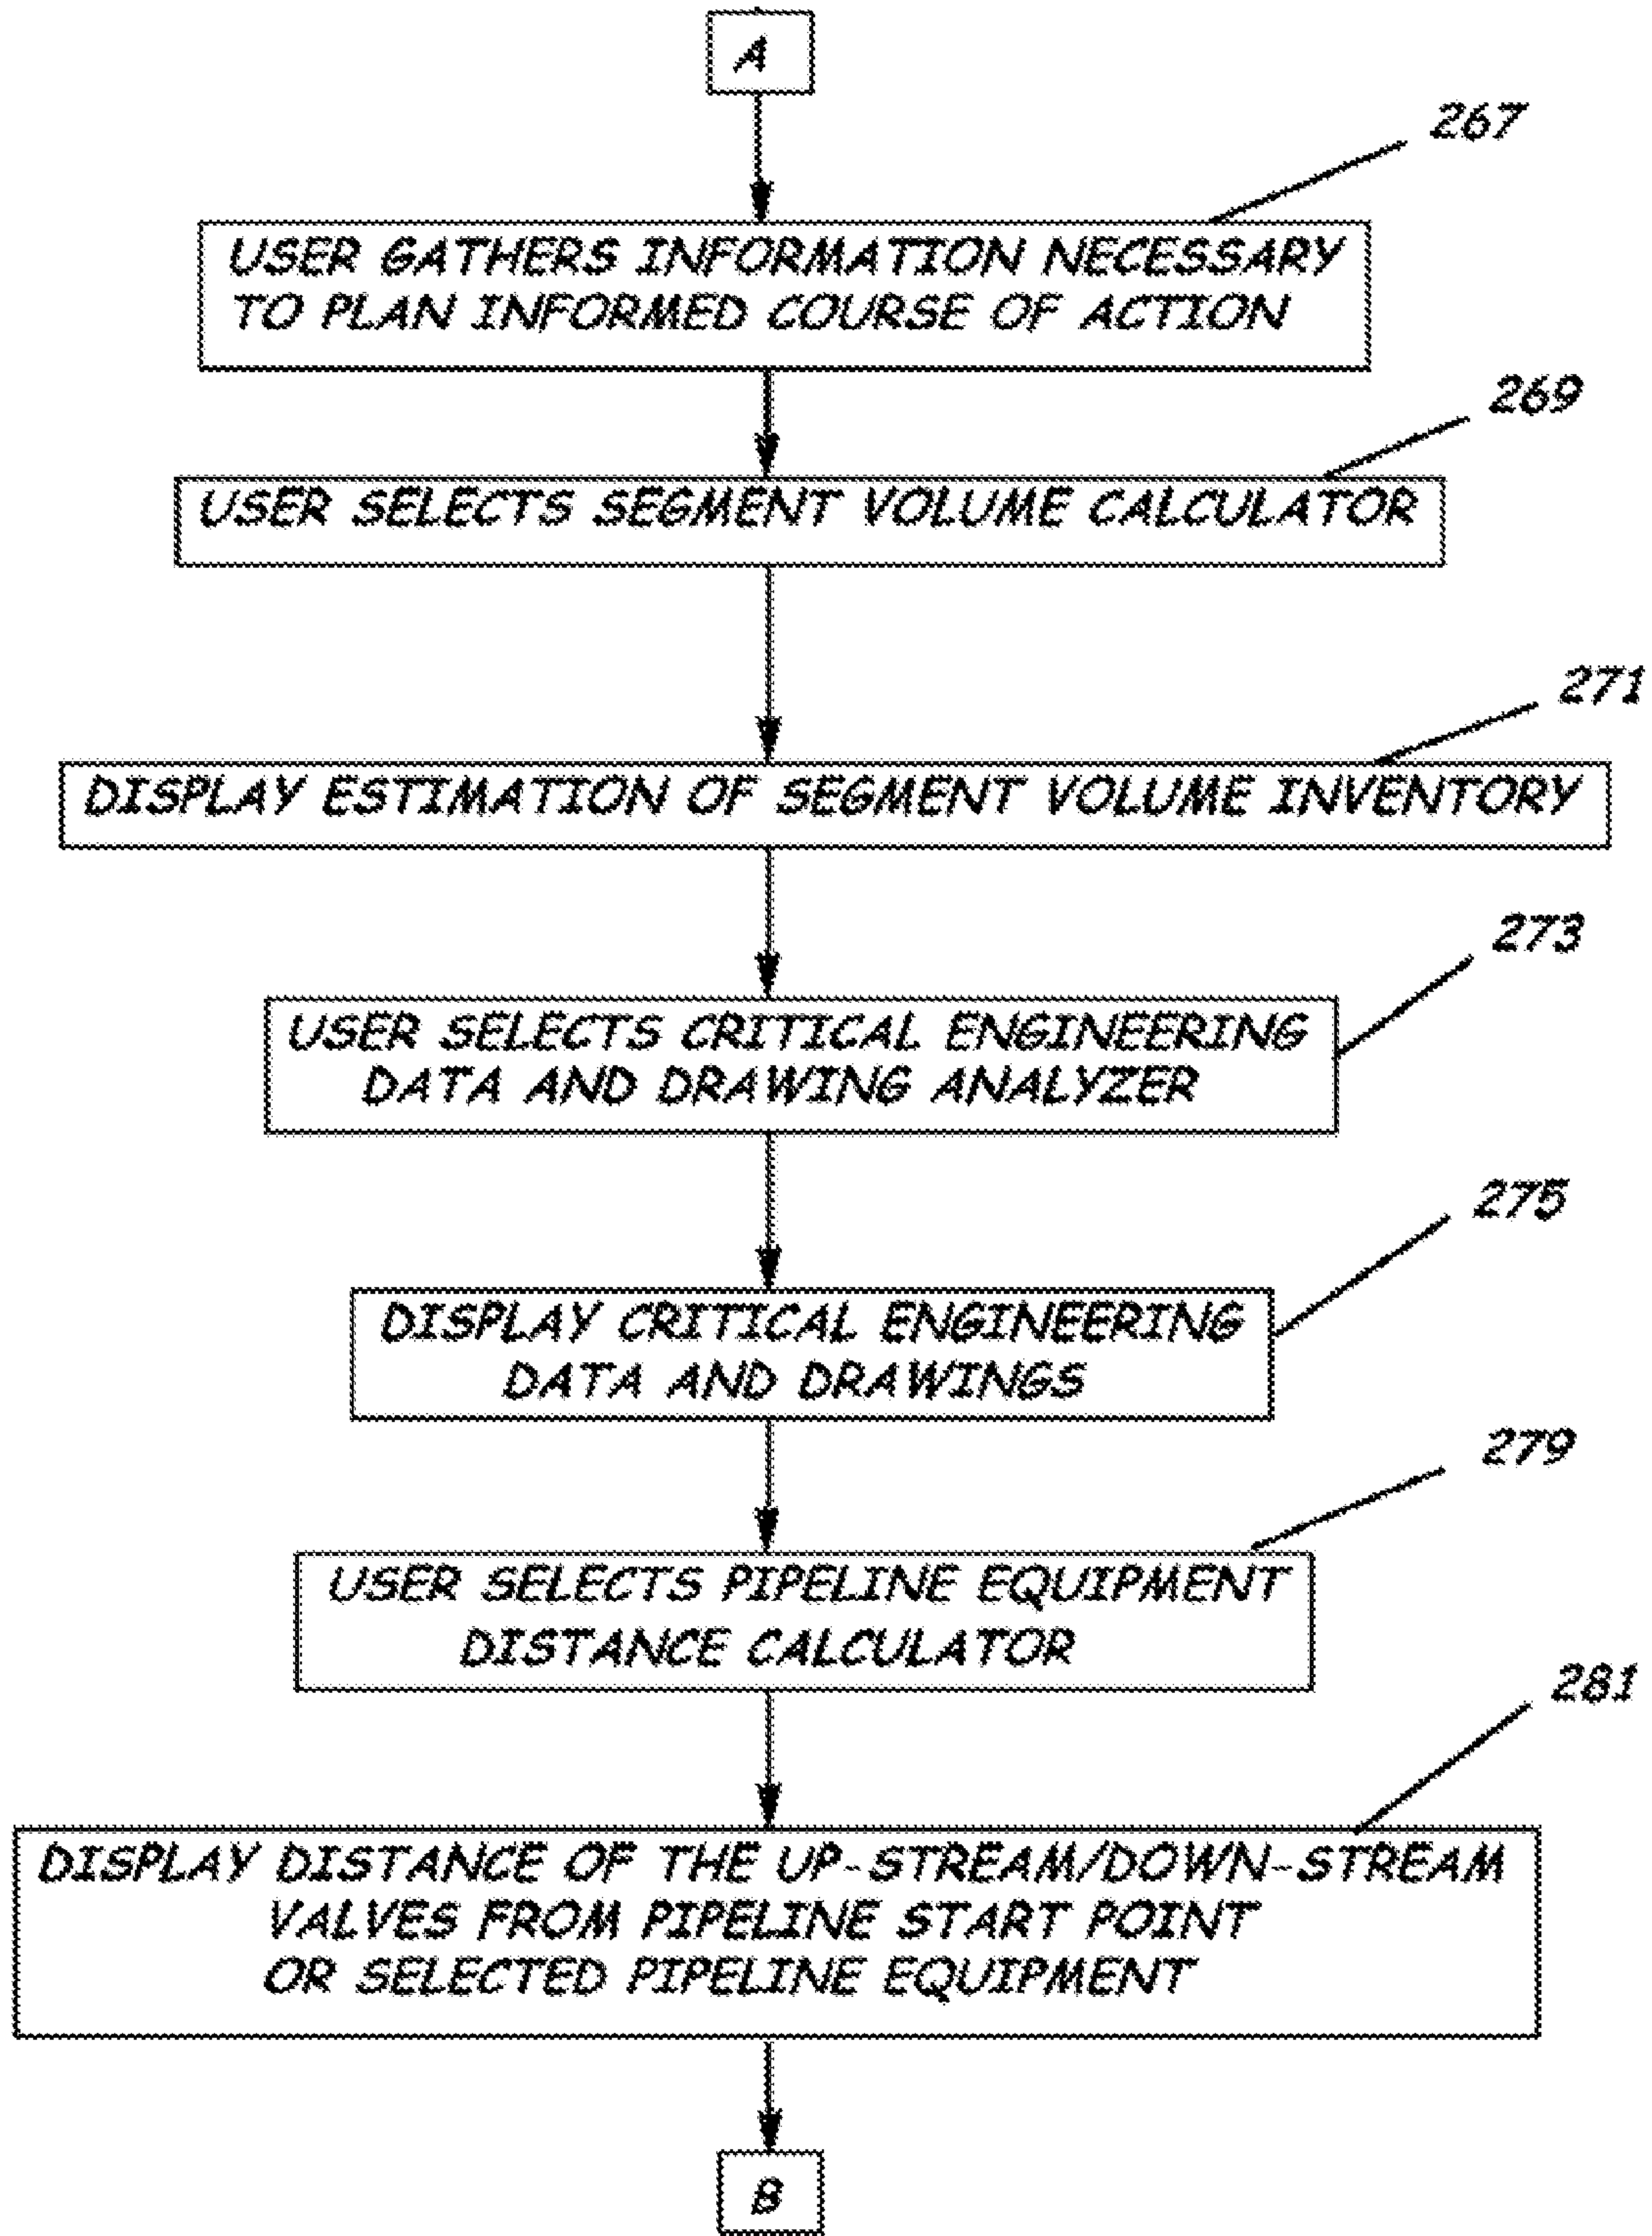 A
267
USER GATHERS INFORMATION NECESSARY
TO PLAN INFORMED COURSE OF ACTION
269
USER SELECTS SEGMENT VOLUME CALCULATOR
271
DISPLAY ESTIMATION OF SEGMENT VOLUME INVENTORY
273
USER SELECTS CRITICAL ENGINEERING
DATA AND DRAWING ANALYZER
275
DISPLAY CRITICAL ENGINEERING
DATA AND DRAWINGS
279
USER SELECTS PIPELINE EQUIPMENT
DISTANCE CALCULATOR
281
DISPLAY DISTANCE OF THE UP-STREAM/DOWN-STREAM
VALVES FROM PIPELINE START POINT
OR SELECTED PIPELINE EQUIPMENT
B